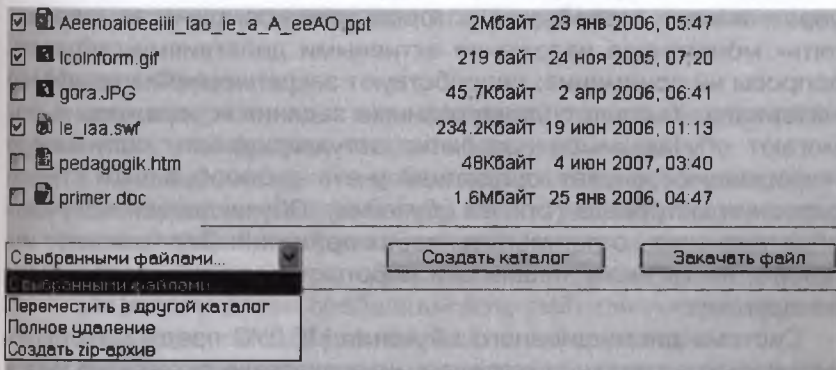 Aeenoaioeeiiii_iao_ie_a_A_eeAO.ppt 2Мбайт 23 янв 2006, 05:47
IcoInform.gif 219 байт 24 ноя 2005, 07:20
gora.JPG 45.7Кбайт 2 апр 2006, 06:41
Ie_iaa.swf 234.2Кбайт 19 июн 2006, 01:13
pedagogik.htm 48Кбайт 4 июн 2007, 03:40
primer.doc 1.6Мбайт 25 янв 2006, 04:47
С выбранными файлами... Создать каталог Закачать файл
С выбранными файлами...
Переместить в другой каталог
Полное удаление
Создать zip-архив